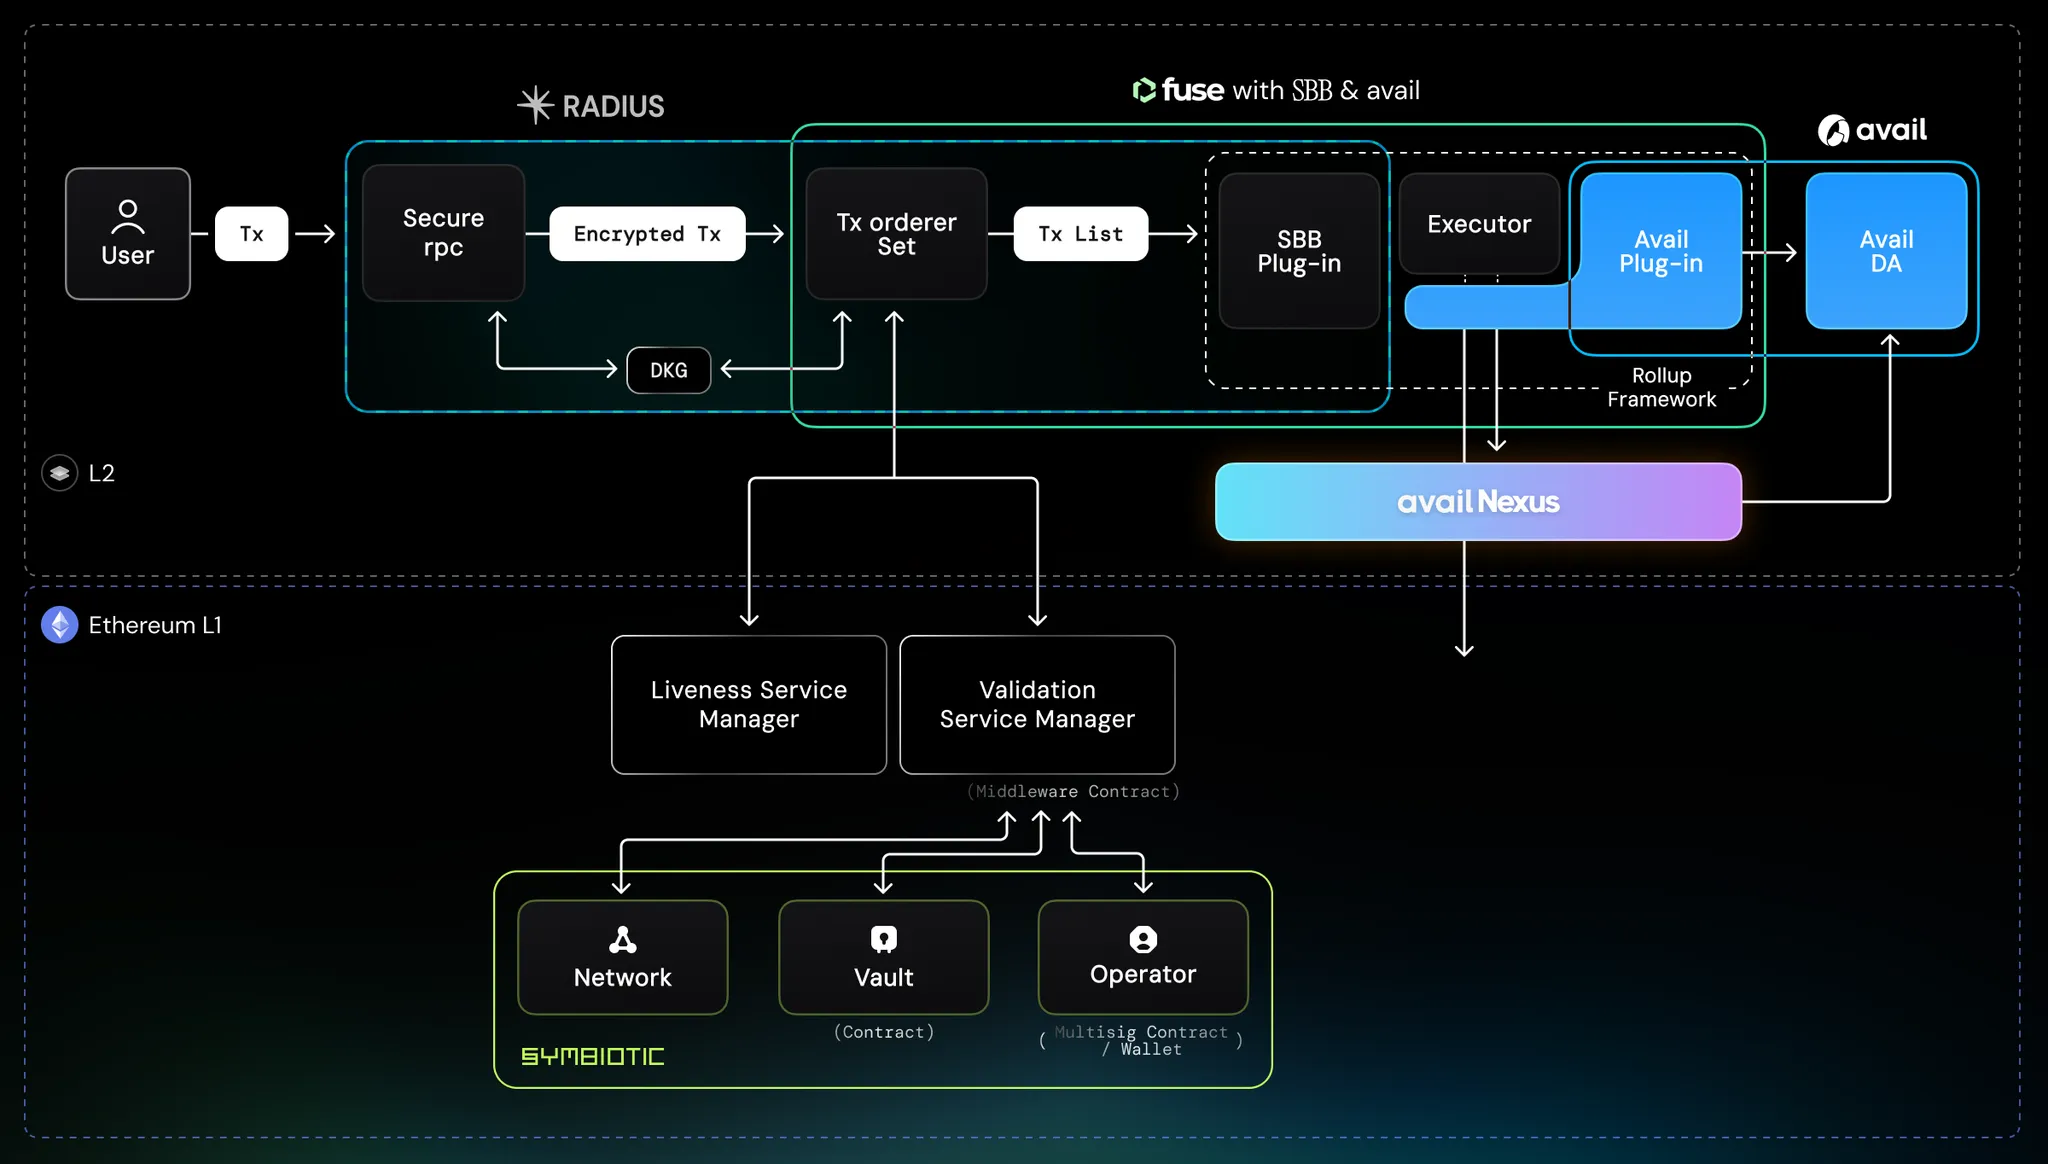 RADIUS
fuse with SBB & avail
avail
User
Tx
Secure
rpc
Encrypted Tx
Tx orderer
Set
Tx List
SBB
Plug-in
Executor
Avail
Plug-in
Avail
DA
DKG
Rollup
Framework
L2
avail Nexus
Ethereum L1
Liveness Service
Manager
Validation
Service Manager
(Middleware Contract)
Network
Vault
Operator
(Contract)
( Multisig Contract
/ Wallet )
SYMBIOTIC